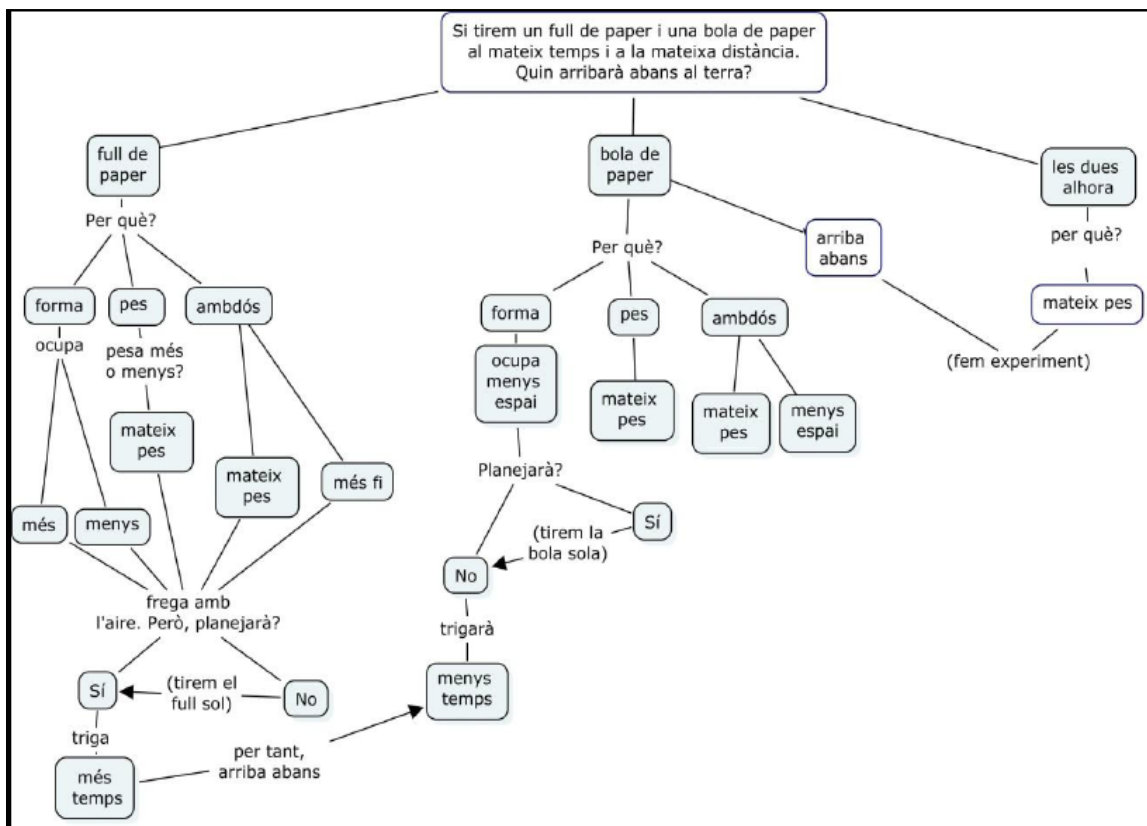 Si tirem un full de paper i una bola de paper
al mateix temps i a la mateixa distància.
Quin arribarà abans al terra?
full de
paper
Per què?
forma
pes
ambdós
ocupa
pesa més
o menys?
mateix
pes
mateix
pes
més fi
més
menys
frega amb
l'aire. Però, planejarà?
Sí
(tirem el
full sol)
No
triga
més
temps
per tant,
arriba abans
bola de
paper
Per què?
forma
pes
ambdós
ocupa
menys
espai
mateix
pes
mateix
pes
menys
espai
Planejarà?
Sí
(tirem la
bola sola)
No
trigarà
menys
temps
arriba
abans
les dues
alhora
per què?
mateix pes
(fem experiment)